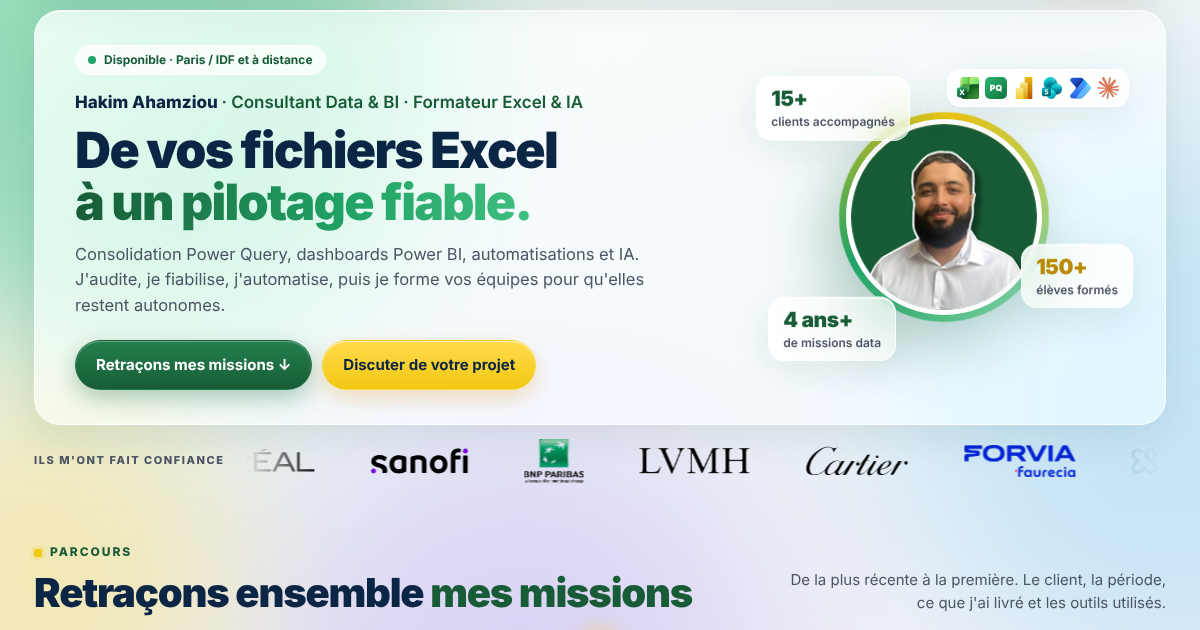 Disponible · Paris / IDF et à distance
Hakim Ahamziou · Consultant Data & BI · Formateur Excel & IA
De vos fichiers Excel
à un pilotage fiable.
Consolidation Power Query, dashboards Power BI, automatisations et IA.
J'audite, je fiabilise, j'automatise, puis je forme vos équipes pour qu'elles
restent autonomes.
Retraçons mes missions ↓
Discuter de votre projet
15+
clients accompagnés
X
PQ
S
150+
élèves formés
4 ans+
de missions data
ILS M'ONT FAIT CONFIANCE
ÉAL
sanofi
BNP PARIBAS
LVMH
Cartier
FORVIA
faurecia
PARCOURS
Retraçons ensemble mes missions
De la plus récente à la première. Le client, la période,
ce que j'ai livré et les outils utilisés.